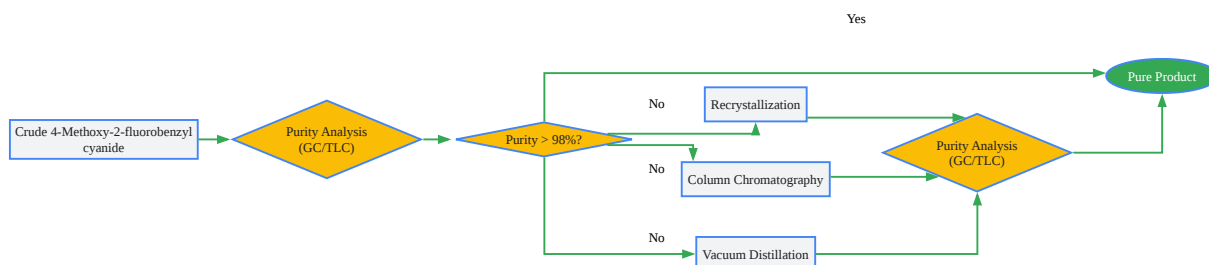 Yes
Pure Product
No
Recrystallization
Crude 4-Methoxy-2-fluorobenzyl
cyanide
Purity Analysis
(GC/TLC)
Purity > 98%?
Purity Analysis
(GC/TLC)
No
Column Chromatography
No
Vacuum Distillation